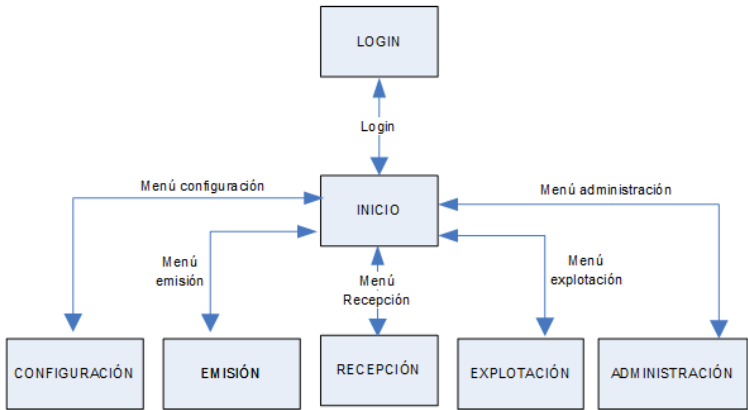 LOGIN
Login
Menú configuración
Menú administración
INICIO
Menú
emisión
Menú
Recepción
Menú
explotación
CONFIGURACIÓN
EMISIÓN
RECEPCIÓN
EXPLOTACIÓN
ADMINISTRACIÓN